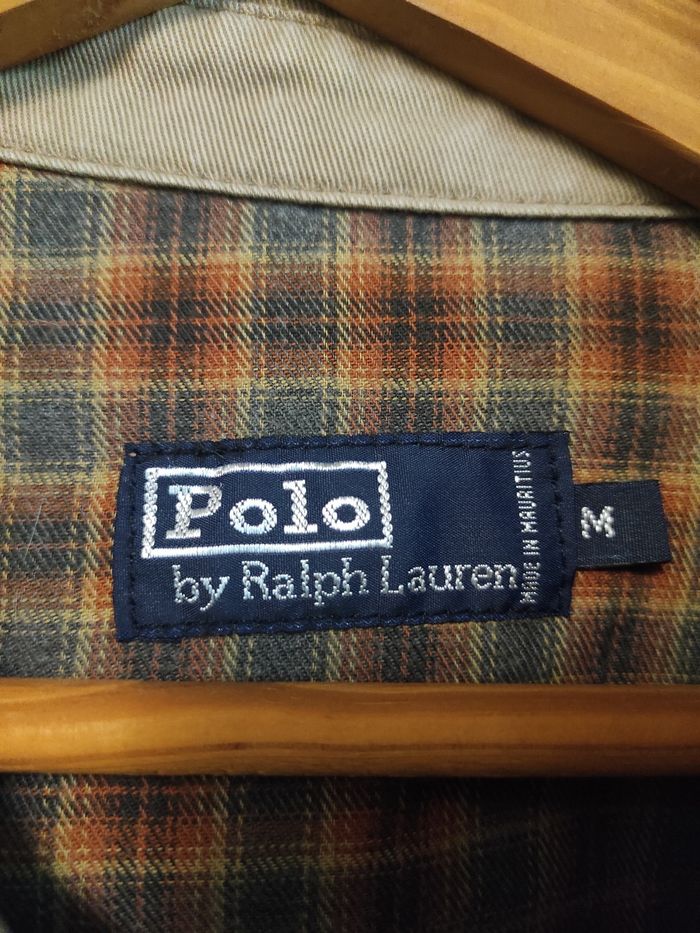 Polo
by Ralph Lauren
MADE IN MAURITIUS
M